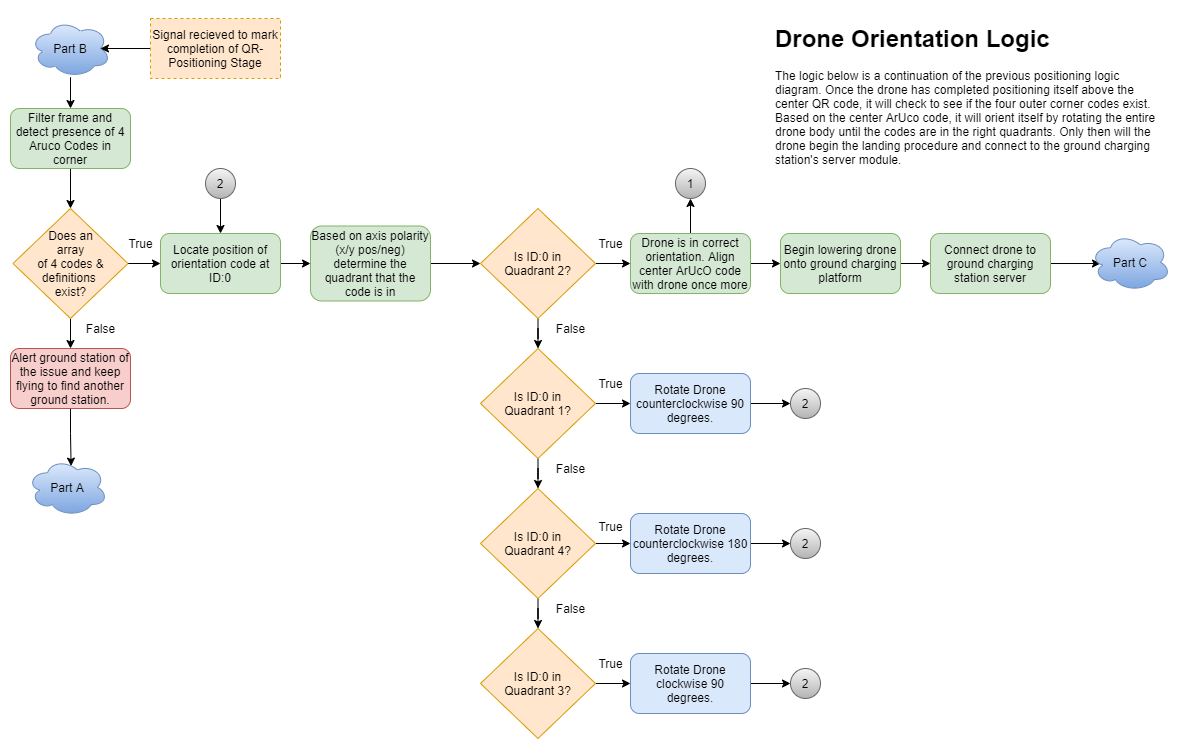 Drone Orientation Logic
The logic below is a continuation of the previous positioning logic
diagram. Once the drone has completed positioning itself above the
center QR code, it will check to see if the four outer corner codes exist.
Based on the center ArUco code, it will orient itself by rotating the entire
drone body until the codes are in the right quadrants. Only then will the
drone begin the landing procedure and connect to the ground charging
station's server module.
Part B
Signal recieved to mark
completion of QR-
Positioning Stage
Filter frame and
detect presence of 4
Aruco Codes in
corner
Does an
array
of 4 codes &
definitions
exist?
True
False
Alert ground station of
the issue and keep
flying to find another
ground station.
Part A
2
Locate position of
orientation code at
ID:0
Based on axis polarity
(x/y pos/neg)
determine the
quadrant that the
code is in
Is ID:0 in
Quadrant 2?
True
1
Drone is in correct
orientation. Align
center ArUcO code
with drone once more
Begin lowering drone
onto ground charging
platform
Connect drone to
ground charging
station server
Part C
False
Is ID:0 in
Quadrant 1?
True
Rotate Drone
counterclockwise 90
degrees.
2
False
Is ID:0 in
Quadrant 4?
True
Rotate Drone
counterclockwise 180
degrees.
2
False
Is ID:0 in
Quadrant 3?
True
Rotate Drone
clockwise 90
degrees.
2